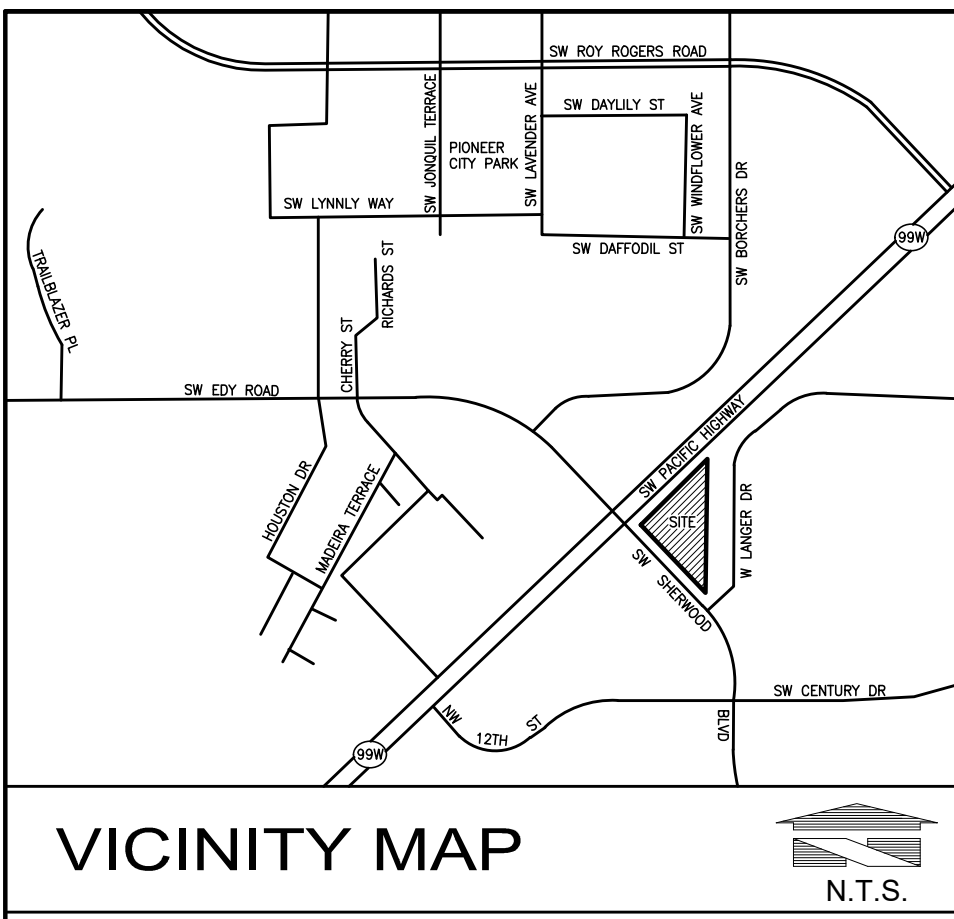 SW ROY ROGERS ROAD
SW DAYLILY ST
SW JONQUIL TERRACE
PIONEER
CITY PARK
SW LAVENDER AVE
SW WINDFLOWER AVE
SW BORCHERS DR
SW LYNNLY WAY
SW DAFFODIL ST
99W
TRAILBLAZER PL
RICHARDS ST
CHERRY ST
SW EDY ROAD
SW PACIFIC HIGHWAY
HOUSTON DR
MADEIRA TERRACE
SITE
W LANGER DR
SW SHERWOOD
BLVD
SW CENTURY DR
NW 12TH ST
99W
VICINITY MAP
N.T.S.